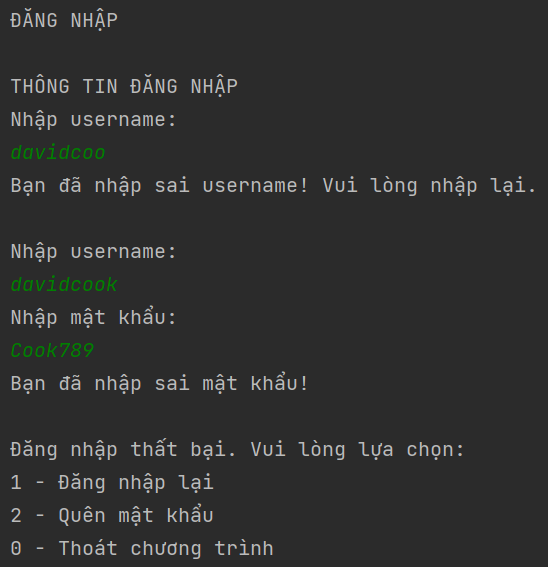 ĐĂNG NHẬP
THÔNG TIN ĐĂNG NHẬP
Nhập username:
davidcoo
Bạn đã nhập sai username! Vui lòng nhập lại.
Nhập username:
davidcook
Nhập mật khẩu:
Cook789
Bạn đã nhập sai mật khẩu!
Đăng nhập thất bại. Vui lòng lựa chọn:
1 - Đăng nhập lại
2 - Quên mật khẩu
0 - Thoát chương trình